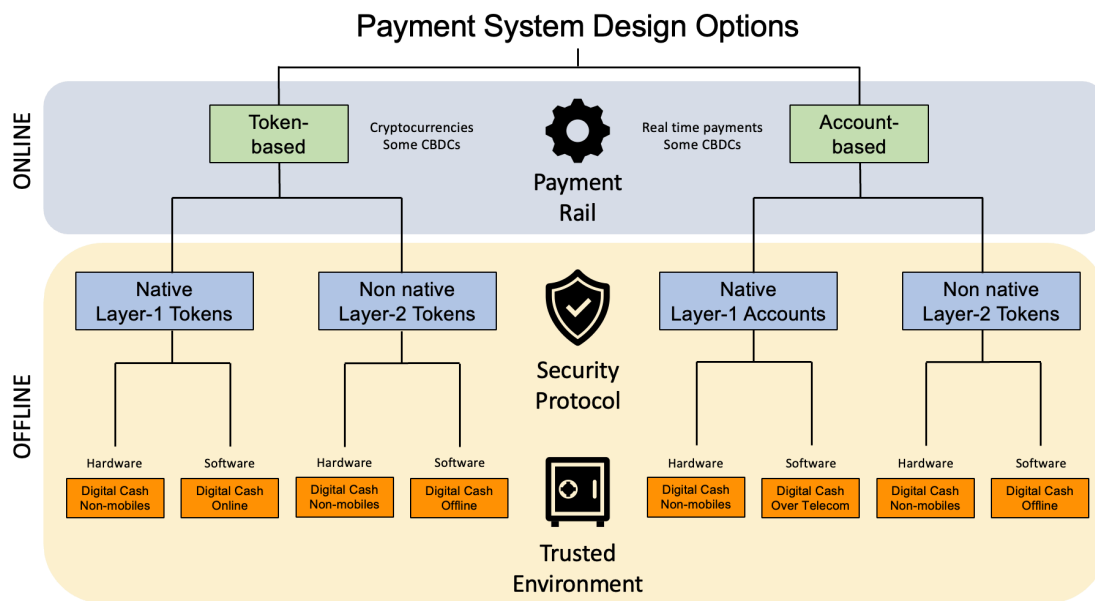 Payment System Design Options
ONLINE
Token-
based
Cryptocurrencies
Some CBDCs
Payment
Rail
Real time payments
Some CBDCs
Account-
based
OFFLINE
Native
Layer-1 Tokens
Non native
Layer-2 Tokens
Security
Protocol
Native
Layer-1 Accounts
Non native
Layer-2 Tokens
Hardware
Digital Cash
Non-mobiles
Software
Digital Cash
Online
Hardware
Digital Cash
Non-mobiles
Software
Digital Cash
Offline
Trusted
Environment
Hardware
Digital Cash
Non-mobiles
Software
Digital Cash
Over Telecom
Hardware
Digital Cash
Non-mobiles
Software
Digital Cash
Offline